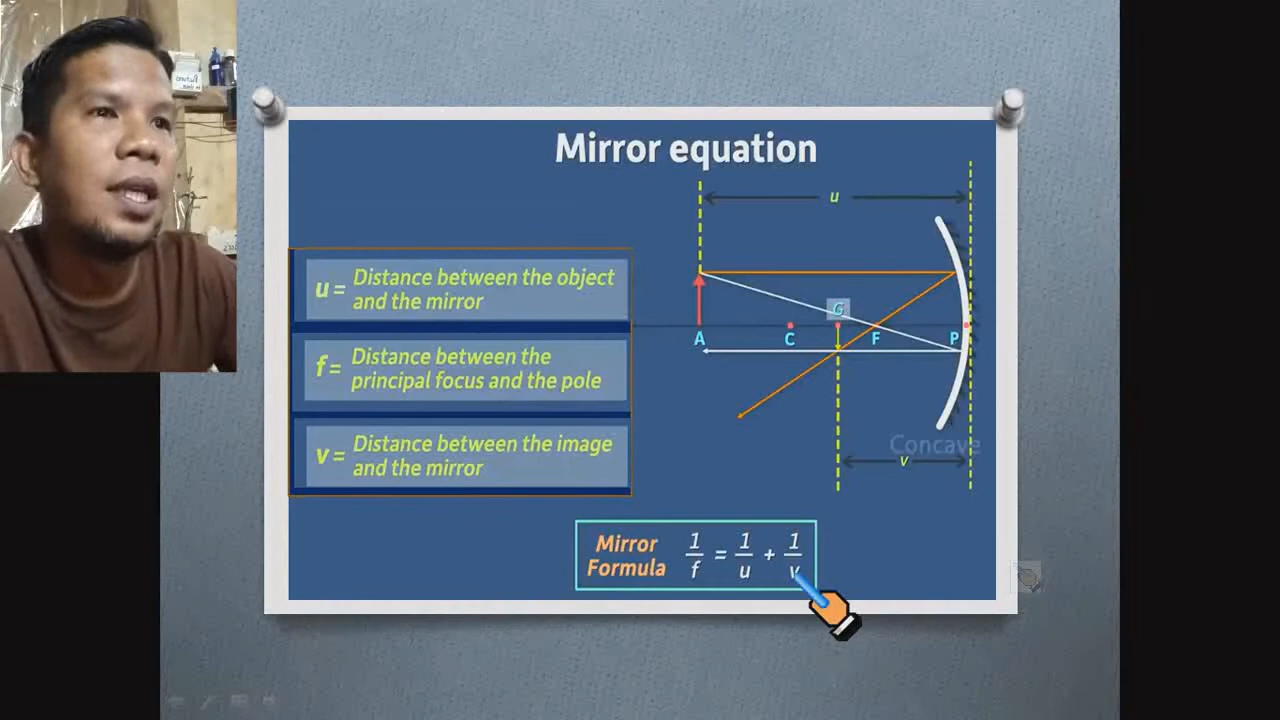 Mirror equation
u
u = Distance between the object
and the mirror
G
A C F P
f = Distance between the
principal focus and the pole
v = Distance between the image
and the mirror
Concave
v
Mirror
Formula
1/f = 1/u + 1/v